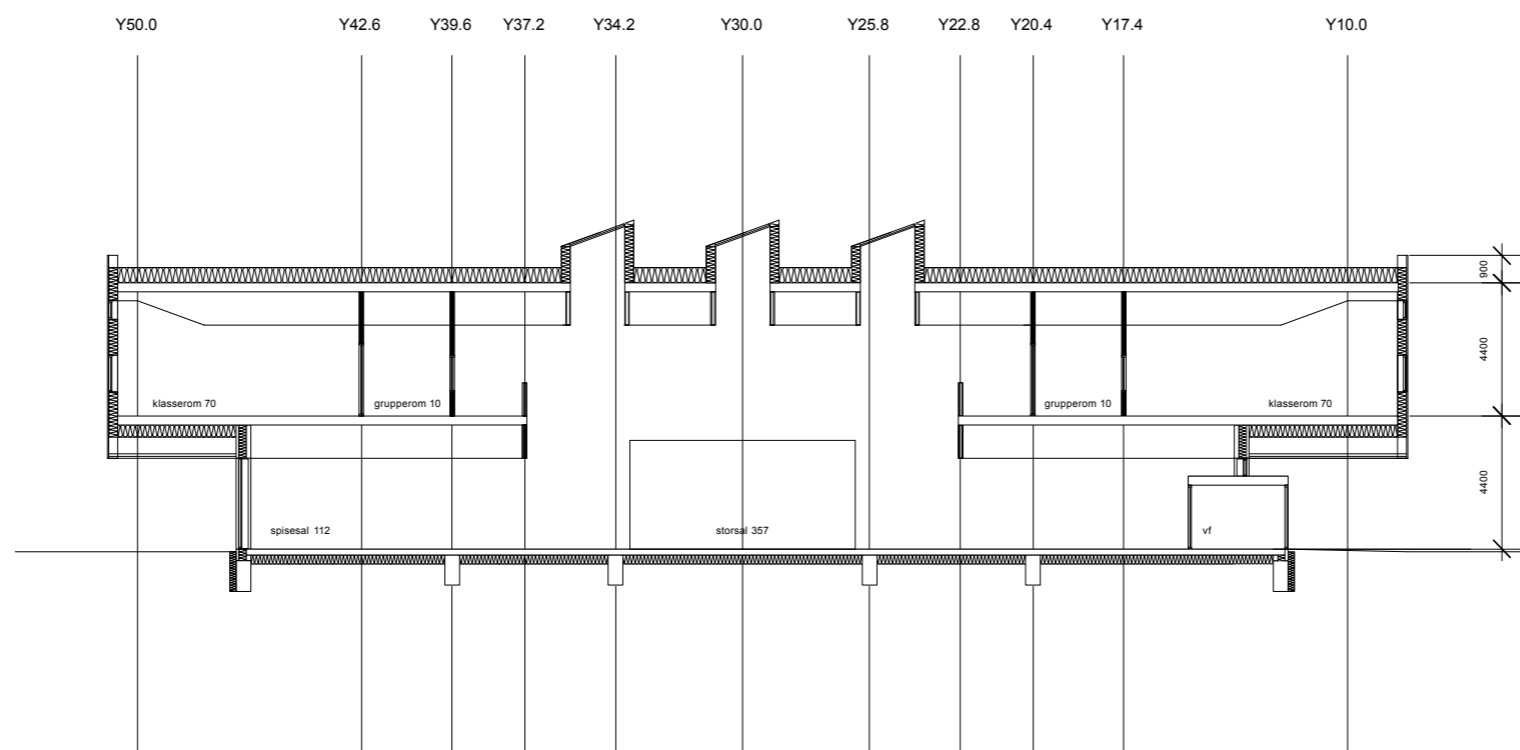 Y50.0 Y42.6 Y39.6 Y37.2 Y34.2 Y30.0 Y25.8 Y22.8 Y20.4 Y17.4 Y10.0
900
4400
klasserom 70 grupperom 10 grupperom 10 klasserom 70
4400
spisesal 112 storsal 357 vf